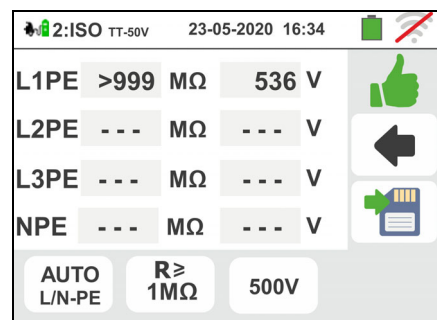 2:ISO TT-50V 23-05-2020 16:34
L1PE >999 MΩ 536 V
L2PE - - - MΩ - - - V
L3PE - - - MΩ - - - V
NPE - - - MΩ - - - V
AUTO
L/N-PE
R≥
1MΩ
500V